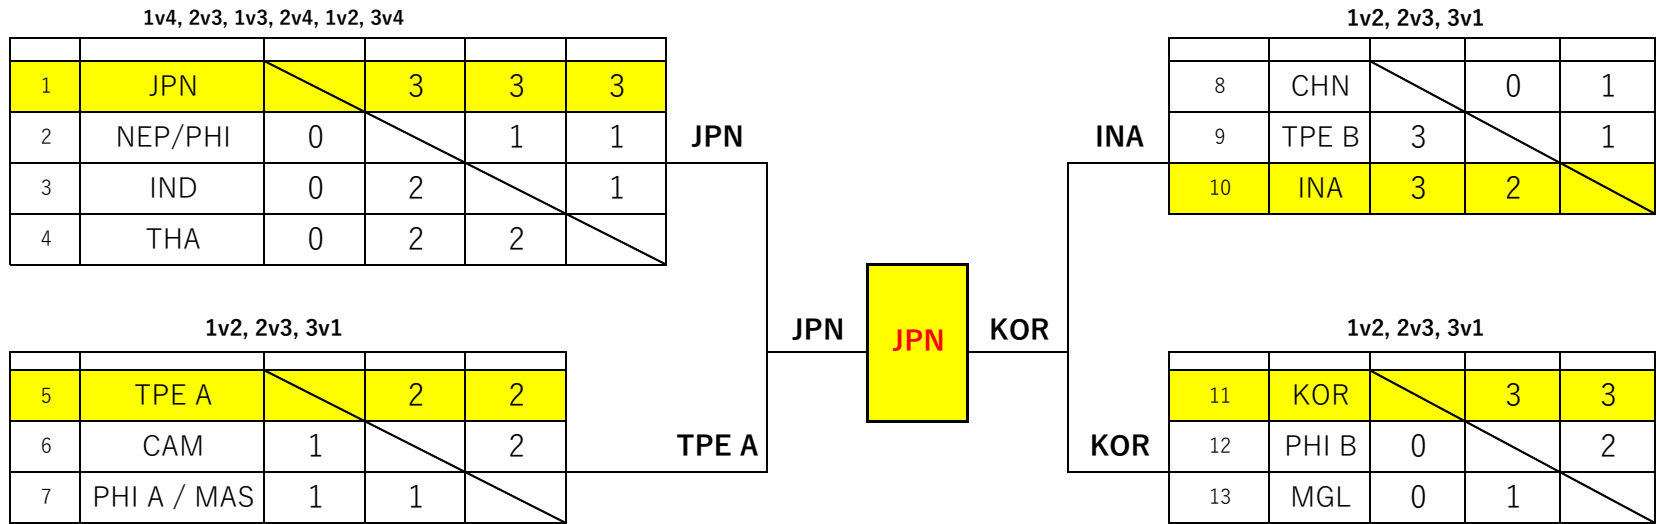 1v4, 2v3, 1v3, 2v4, 1v2, 3v4
1 JPN 3 3 3
2 NEP/PHI 0 1 1
3 IND 0 2 1
4 THA 0 2 2
JPN
1v2, 2v3, 3v1
5 TPE A 2 2
6 CAM 1 2
7 PHI A / MAS 1 1
TPE A
JPN
JPN
KOR
1v2, 2v3, 3v1
8 CHN 0 1
9 TPE B 3 1
10 INA 3 2
INA
1v2, 2v3, 3v1
11 KOR 3 3
12 PHI B 0 2
13 MGL 0 1
KOR